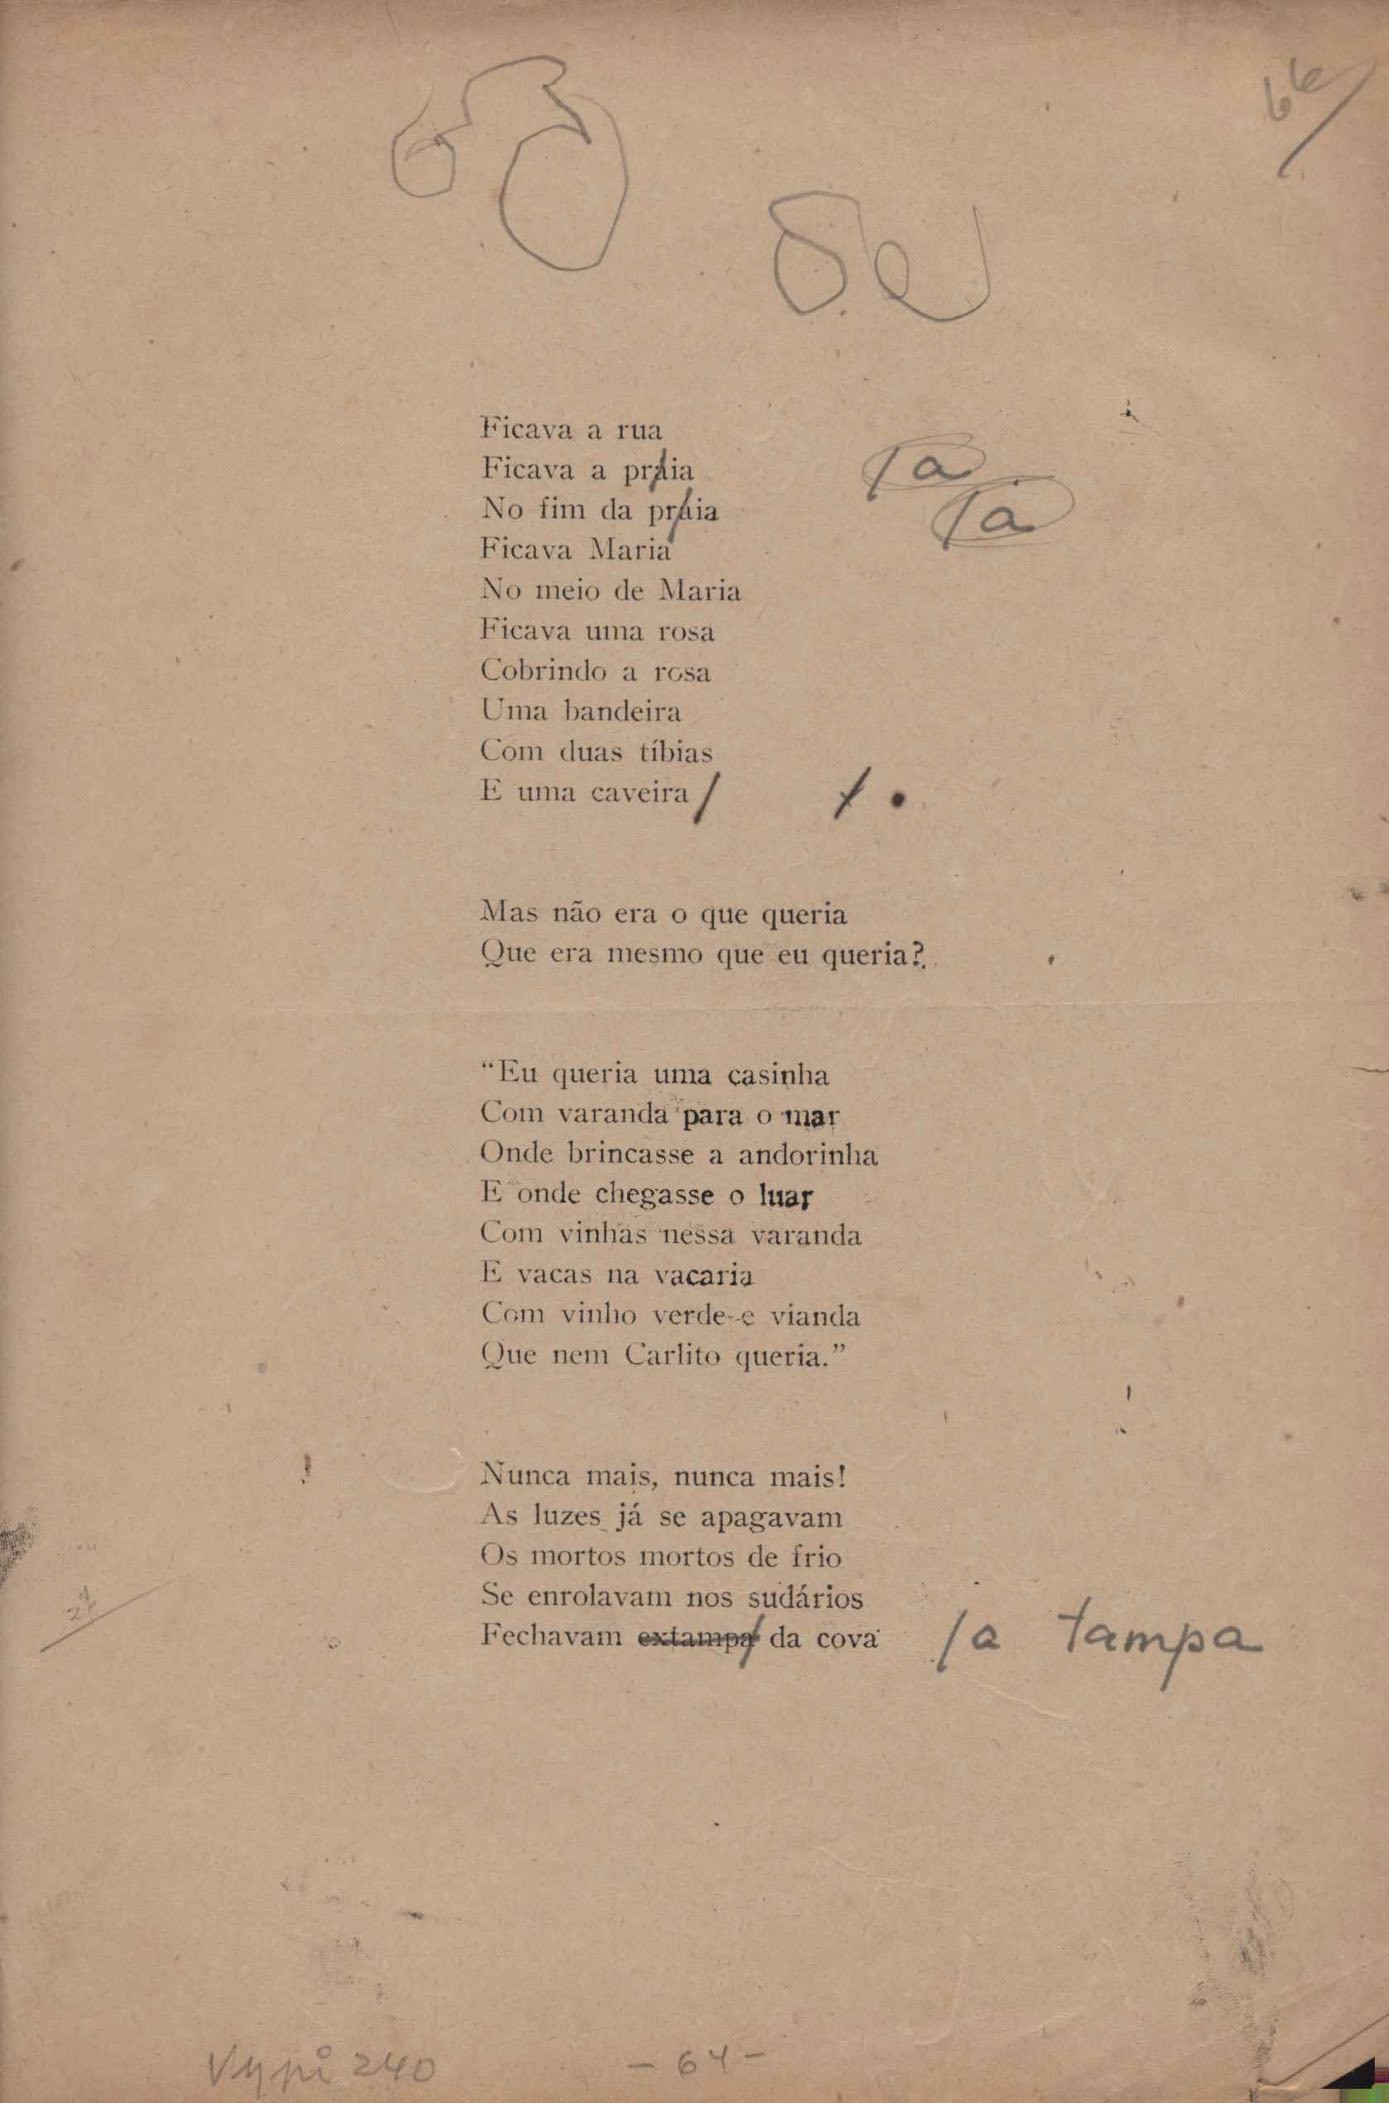 66
Ficava a rua
Ficava a práia /a
No fim da práia /a
Ficava Maria
No meio de Maria
Ficava uma rosa
Cobrindo a rosa
Uma bandeira
Com duas tíbias
E uma caveira / / .
Mas não era o que queria
Que era mesmo que eu queria?
“Eu queria uma casinha
Com varanda para o mar
Onde brincasse a andorinha
E onde chegasse o luar
Com vinhas nessa varanda
E vacas na vacaria
Com vinho verde e vianda
Que nem Carlito queria.”
Nunca mais, nunca mais!
As luzes já se apagavam
Os mortos mortos de frio
Se enrolavam nos sudários
Fechavam extampa da cova /a tampa
240
- 64 -